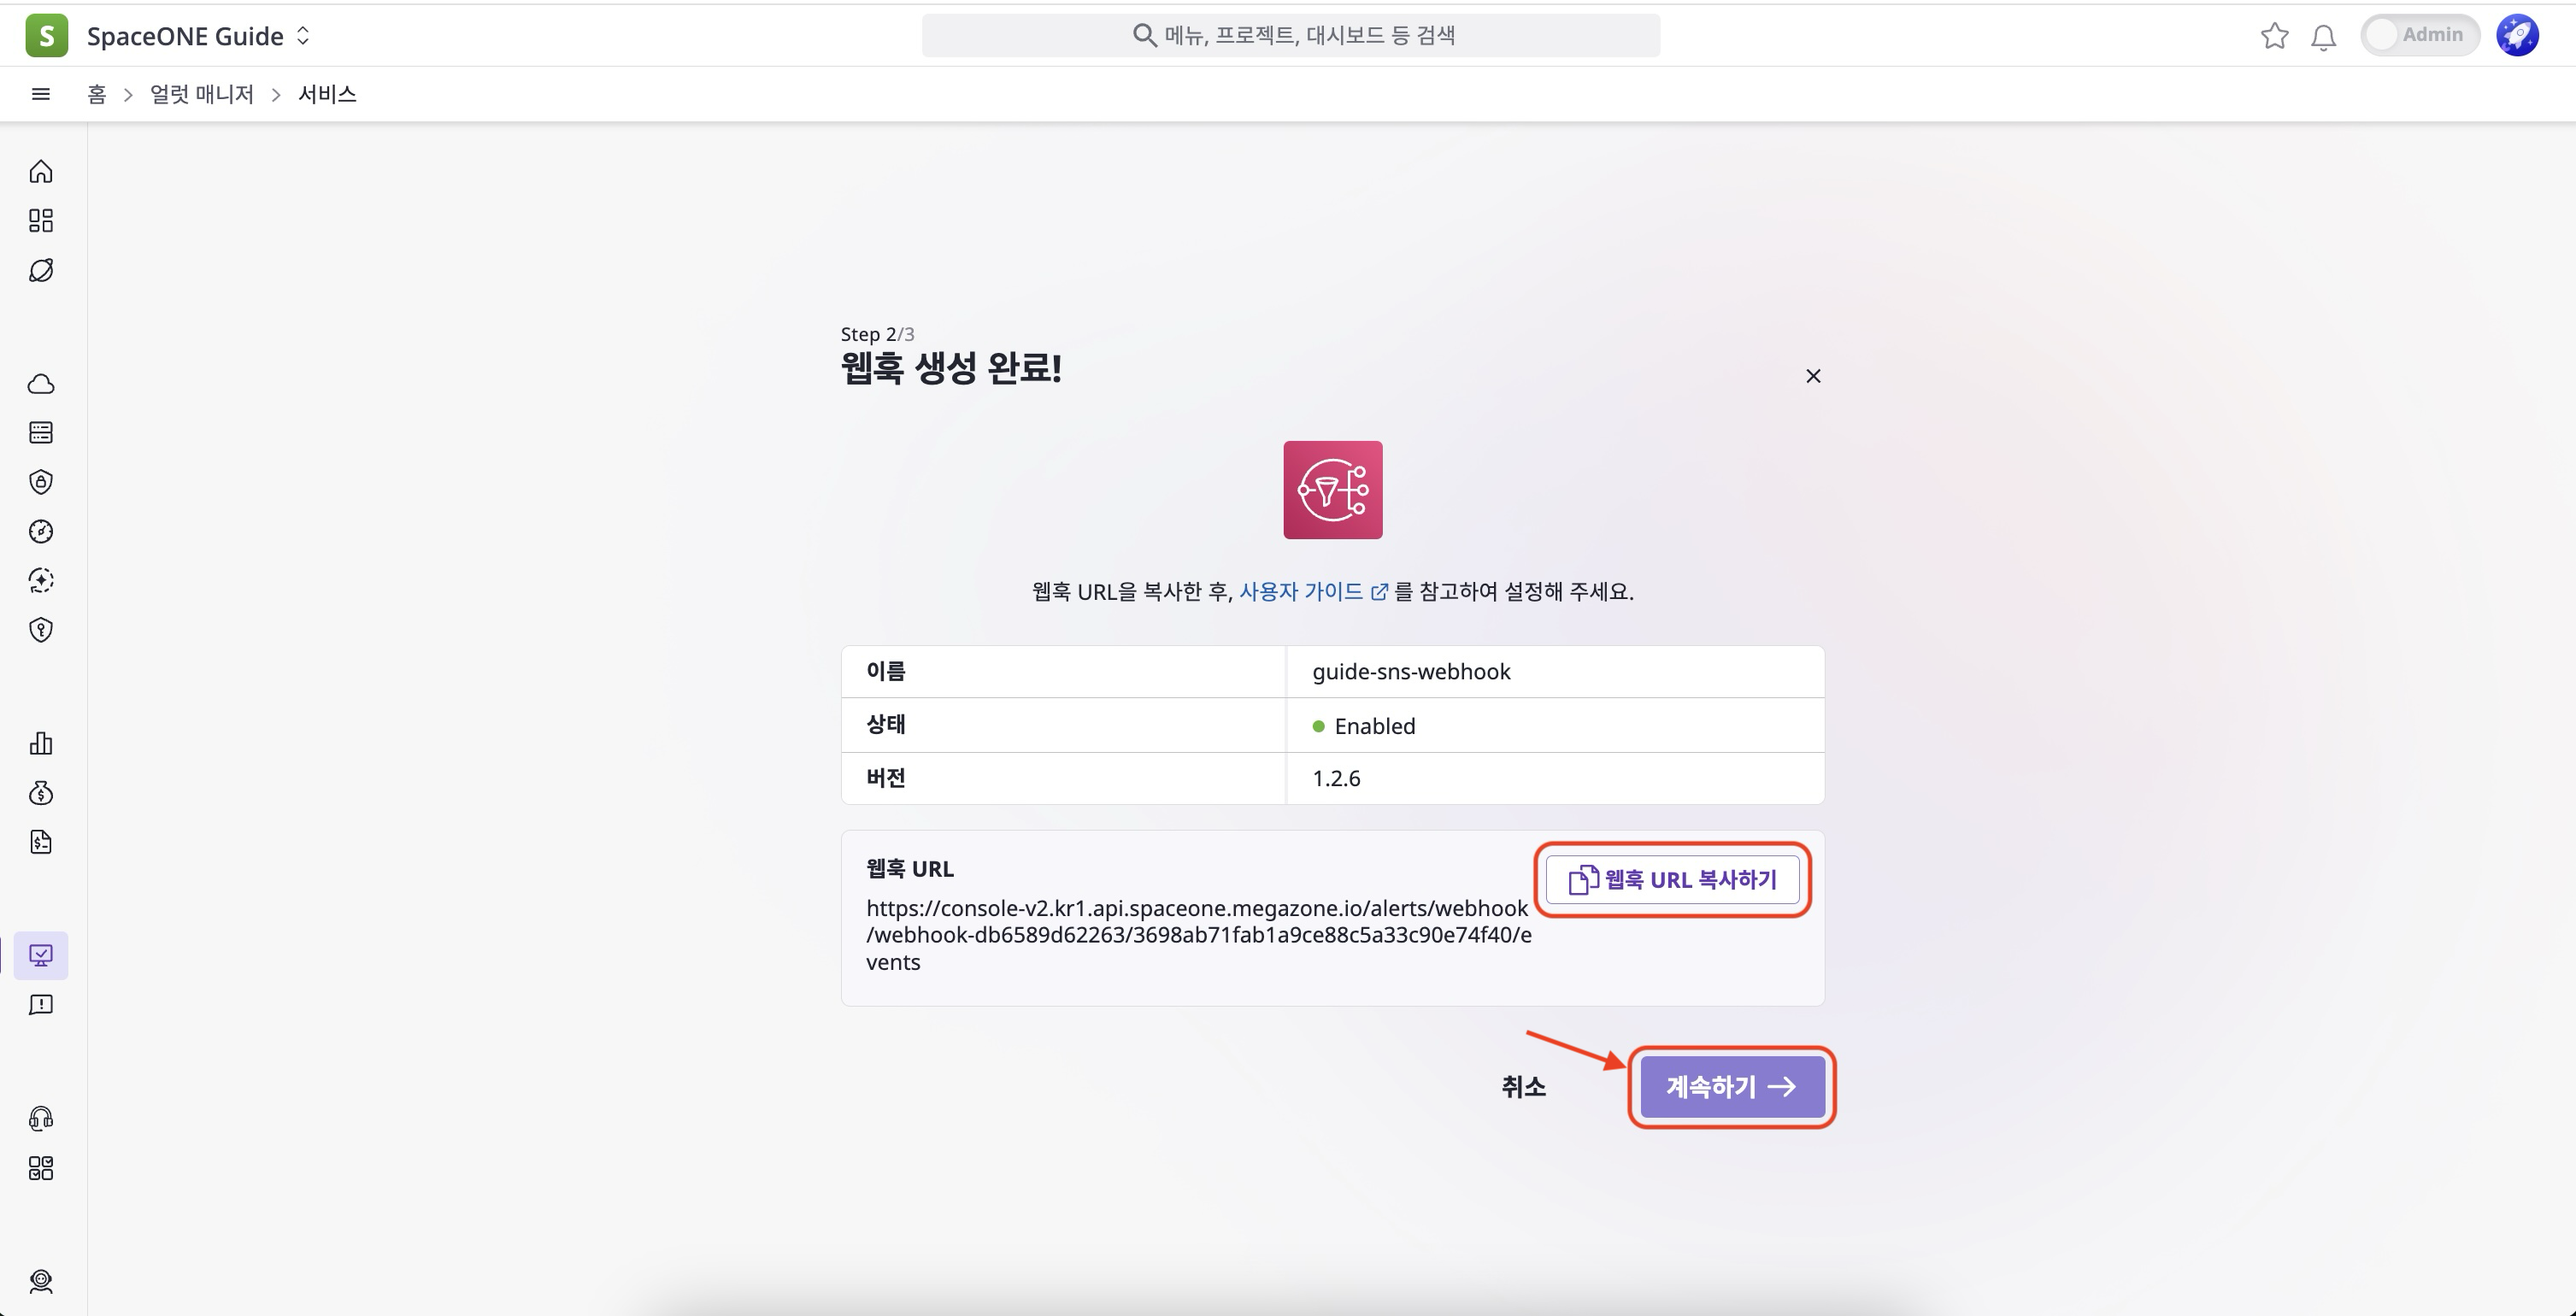 S SpaceONE Guide
메뉴, 프로젝트, 대시보드 등 검색
Admin
홈 > 얼럿 매니저 > 서비스
Step 2/3
웹훅 생성 완료!
웹훅 URL을 복사한 후, 사용자 가이드 를 참고하여 설정해 주세요.
이름 guide-sns-webhook
상태 Enabled
버전 1.2.6
웹훅 URL
웹훅 URL 복사하기
https://console-v2.kr1.api.spaceone.megazone.io/alerts/webhook
/webhook-db6589d62263/3698ab71fab1a9ce88c5a33c90e74f40/e
vents
취소
계속하기